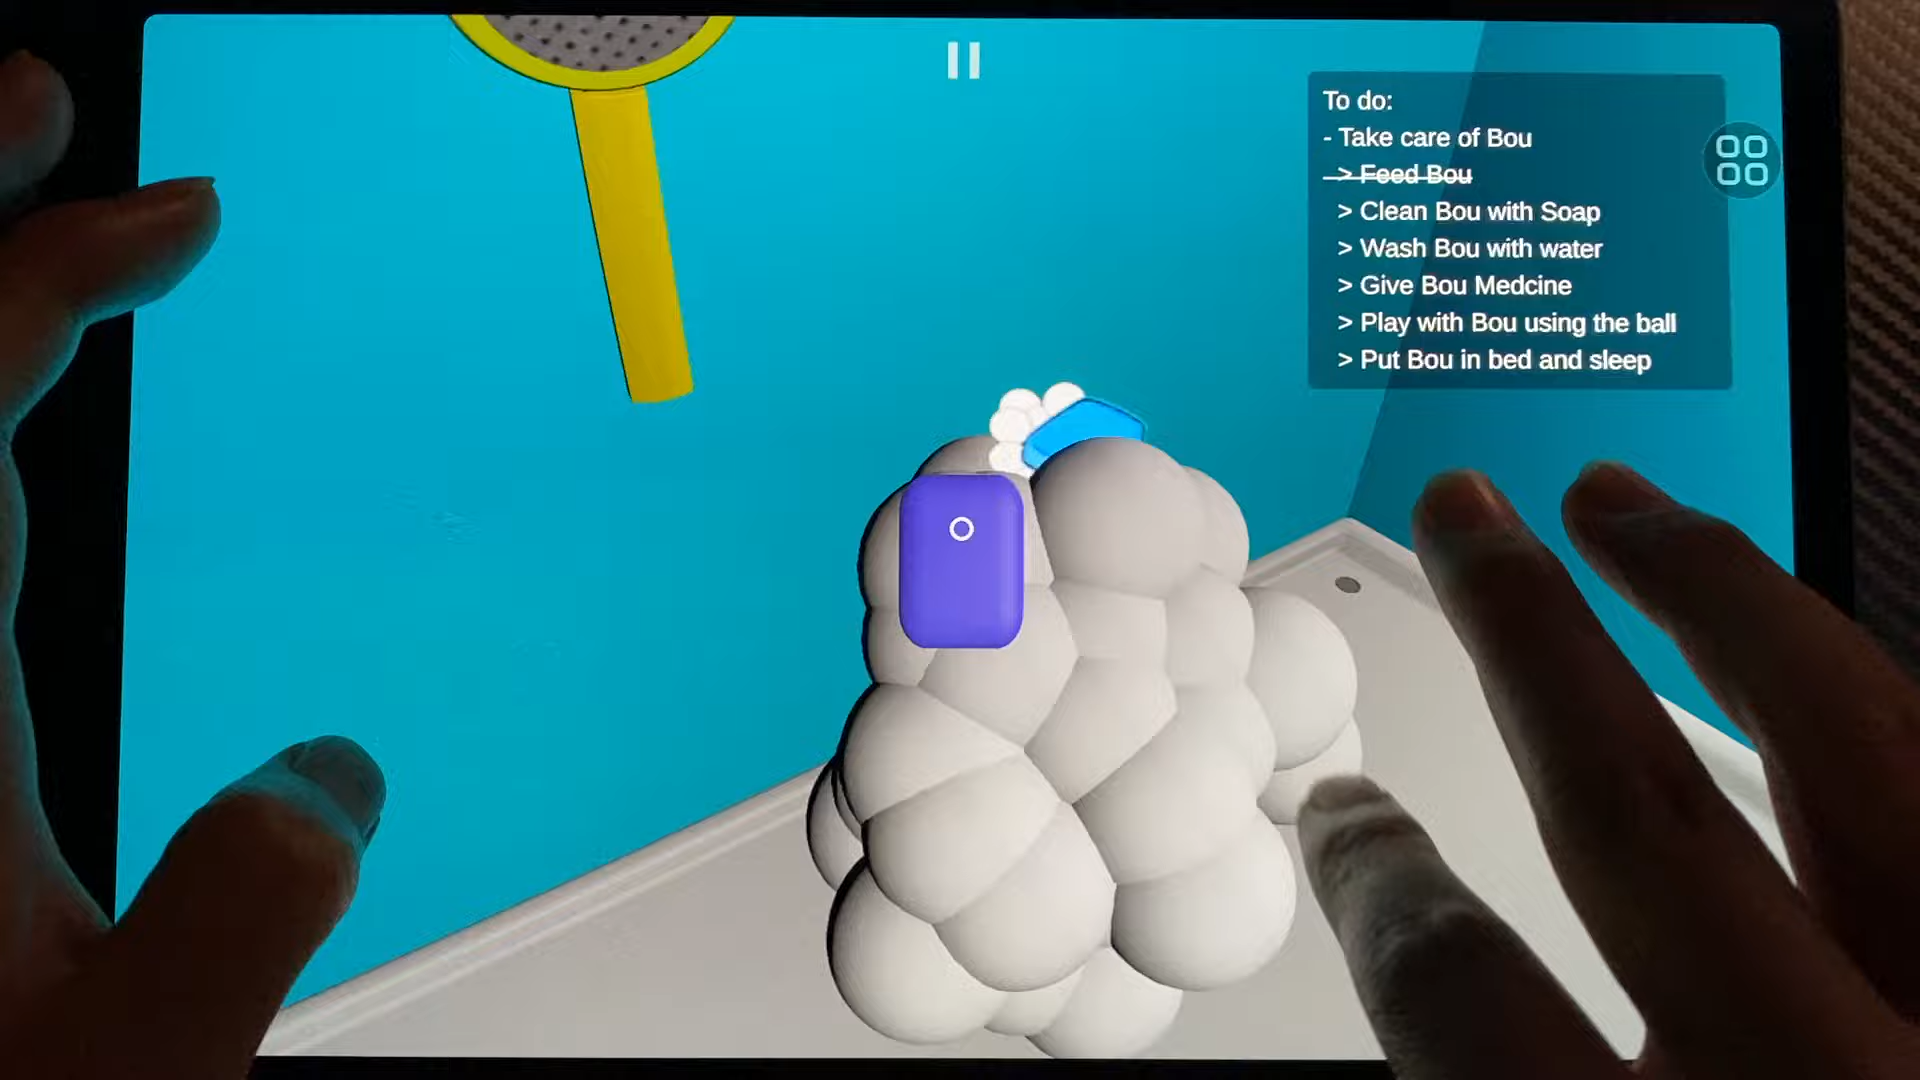 To do:
- Take care of Bou
> Feed Bou
> Clean Bou with Soap
> Wash Bou with water
> Give Bou Medcine
> Play with Bou using the ball
> Put Bou in bed and sleep